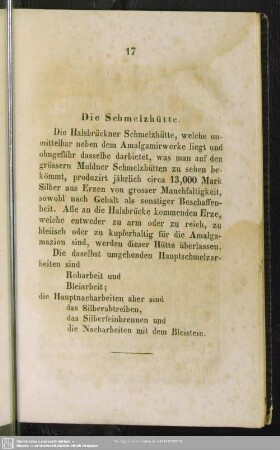 17
Die Schmelzhütte.
Die Halsbrückner Schmelzhütte, welche un-
mittelbar neben dem Amalgamirwerke liegt und
ohngefähr dasselbe darbietet, was man auf den
grössern Muldner Schmelzhütten zu sehen be-
kömmt, produzirt jährlich circa 13,000 Mark
Silber aus Erzen von grosser Manchfaltigkeit,
sowohl nach Gehalt als sonstiger Beschaffen-
heit. Alle an die Halsbrücke kommenden Erze,
welche entweder zu arm oder zu reich, zu
bleiisch oder zu kupferhaltig für die Amalga-
mazion sind, werden dieser Hütte überlassen.
Die daselbst umgehenden Hauptschmelzar-
beiten sind
Roharbeit und
Bleiarbeit;
die Hauptnacharbeiten aber sind
das Silberabtreiben,
das Silberfeinbrennen und
die Nacharbeiten mit dem Bleistein.